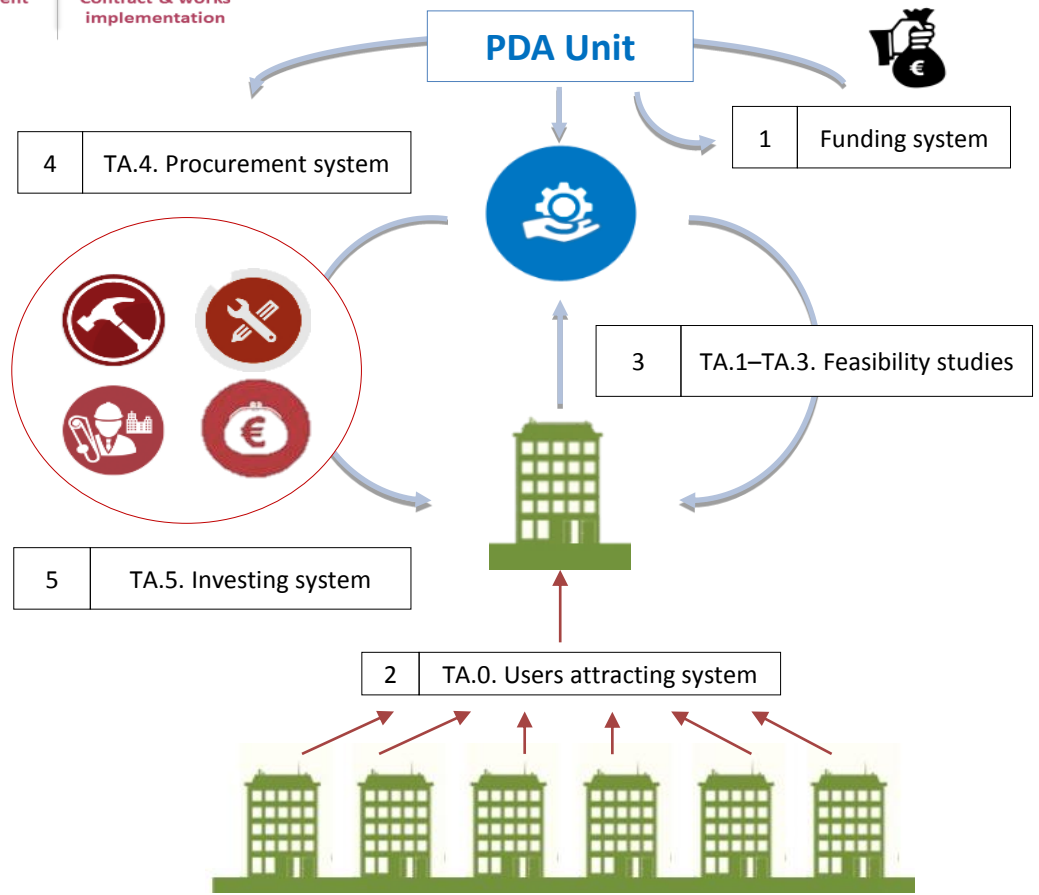 implementation
PDA Unit
€
1 Funding system
4 TA.4. Procurement system
3 TA.1–TA.3. Feasibility studies
€
5 TA.5. Investing system
2 TA.0. Users attracting system